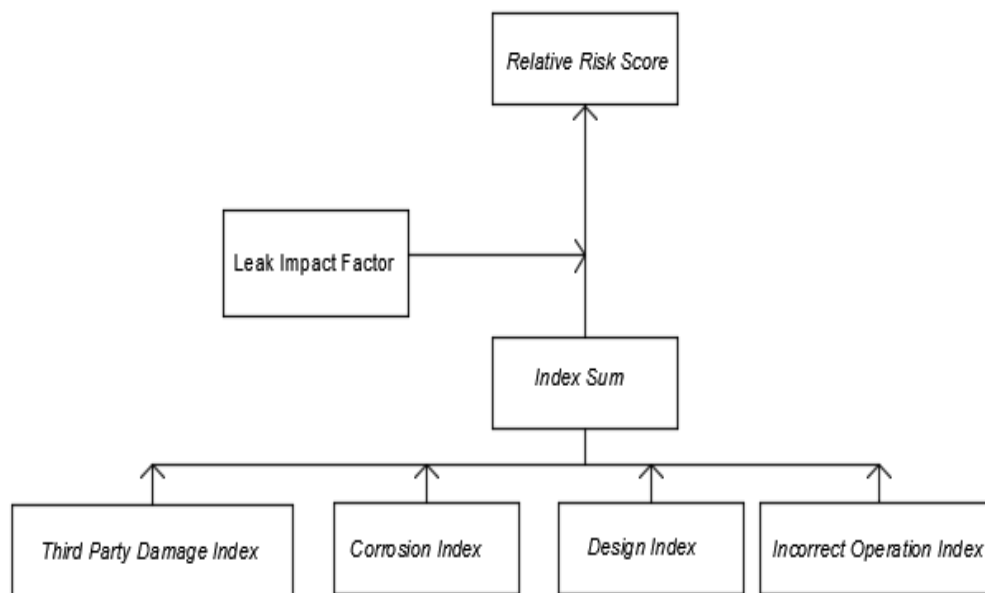 Relative Risk Score
Leak Impact Factor
Index Sum
Third Party Damage Index
Corrosion Index
Design Index
Incorrect Operation Index